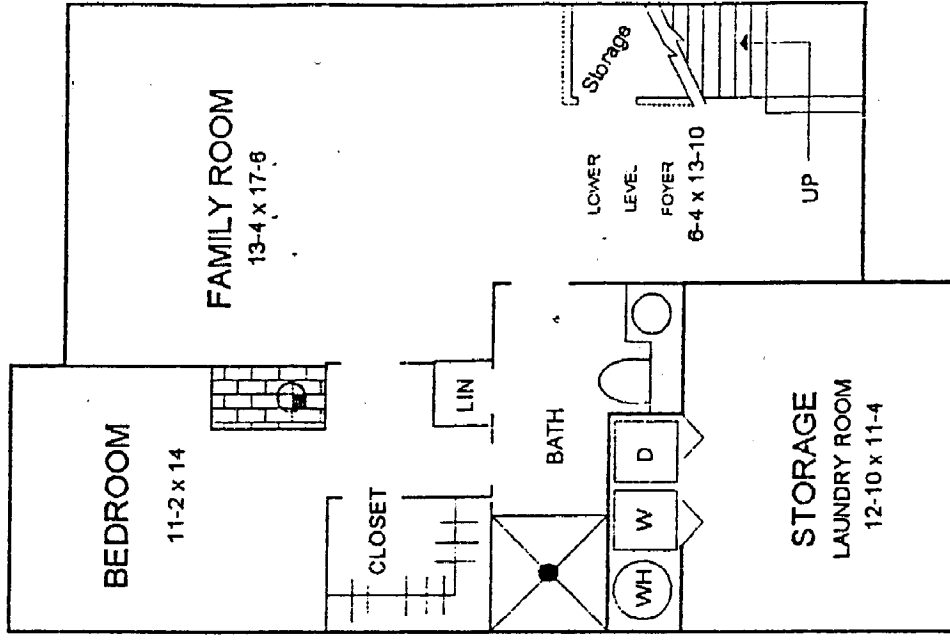 BEDROOM
11-2 x 14
FAMILY ROOM
13-4 x 17-6
Storage
LOWER
LEVEL
FOYER
6-4 x 13-10
UP
LIN
BATH
CLOSET
D
W
WH
STORAGE
LAUNDRY ROOM
12-10 x 11-4